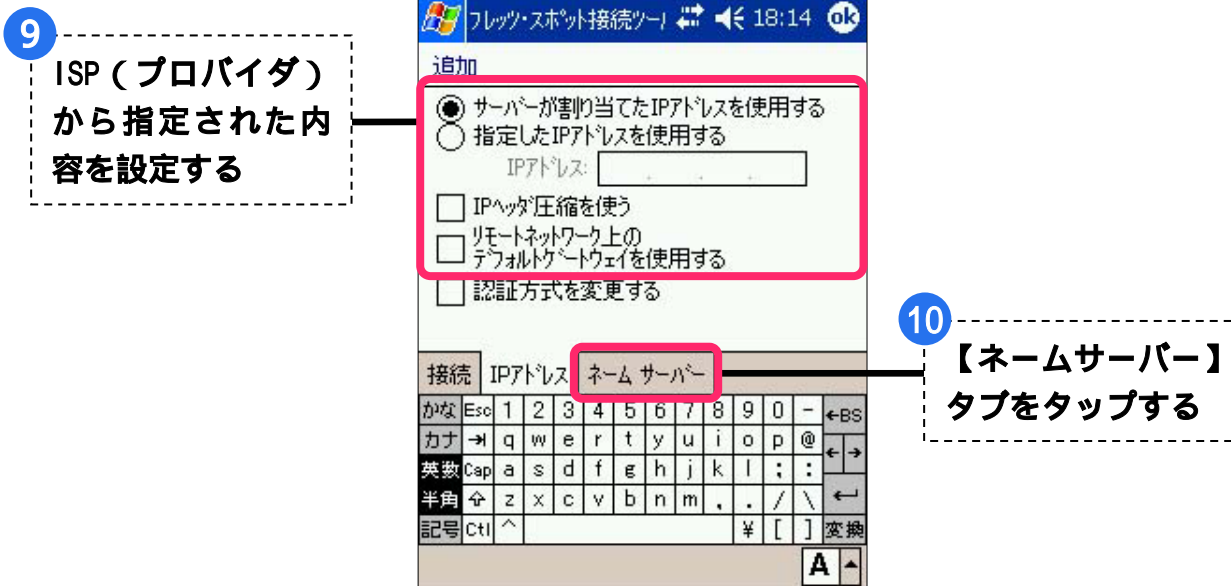 9
ISP（プロバイダ）
から指定された内
容を設定する
フレッツ・スポット接続ツー 18:14 ok
追加
サーバーが割り当てたIPアドレスを使用する
指定したIPアドレスを使用する
IPアドレス: . . .
IPヘッダ圧縮を使う
リモートネットワーク上の
デフォルトゲートウェイを使用する
認証方式を変更する
10
【ネームサーバー】
タブをタップする
接続 IPアドレス ネーム サーバー
かな Esc 1 2 3 4 5 6 7 8 9 0 - ←BS
カナ →| q w e r t y u i o p @ ← →
英数 Cap a s d f g h j k l ; :
半角 ⇧ z x c v b n m , . / \ ↵
記号 Ctl ^ ¥ [ ] 変換
A